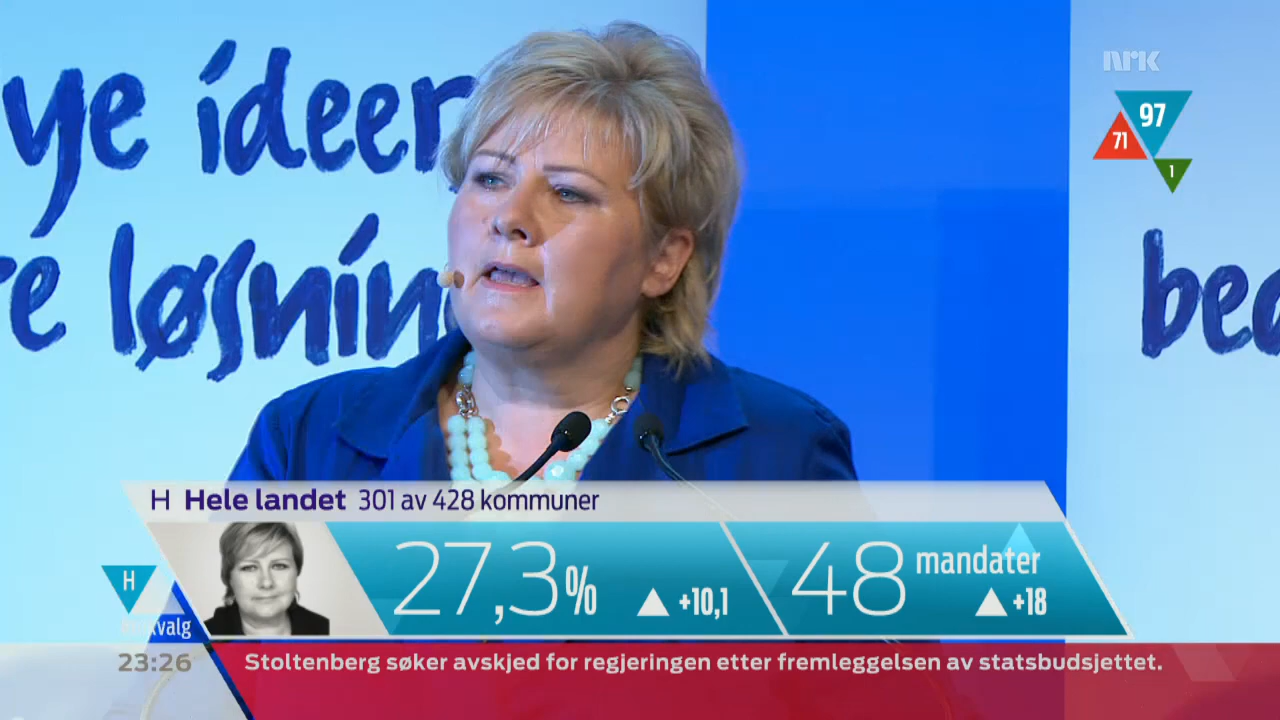 ye ideer,
re løsnin
bed
nrk
97
71
1
H Hele landet 301 av 428 kommuner
27,3% +10,1
48 mandater +18
H
valg
23:26 Stoltenberg søker avskjed for regjeringen etter fremleggelsen av statsbudsjettet.